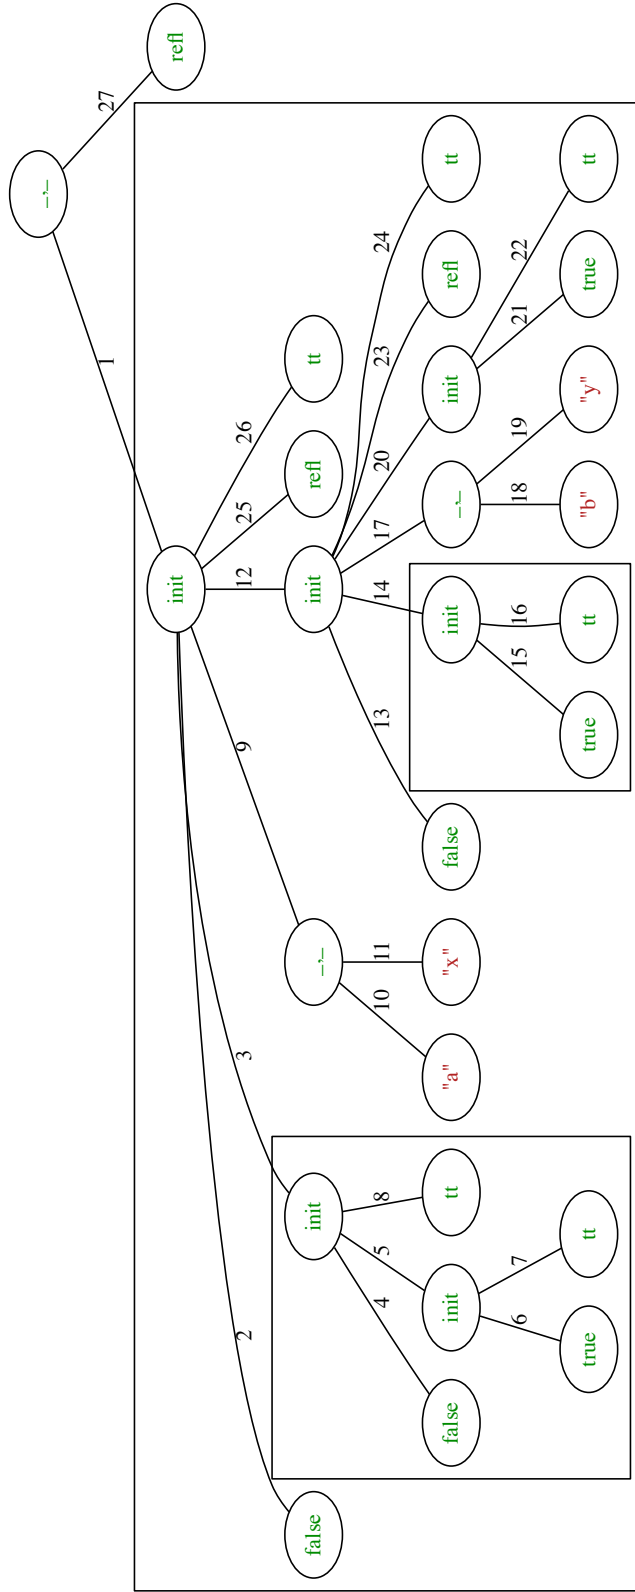 _,_
1
27
init
refl
2
3
9
12
25
26
false
init
_,_
init
refl
tt
4
5
8
10
11
13
14
17
20
23
24
false
init
tt
"a"
"x"
false
init
_,_
init
refl
tt
6
7
15
16
18
19
21
22
true
tt
true
tt
"b"
"y"
true
tt